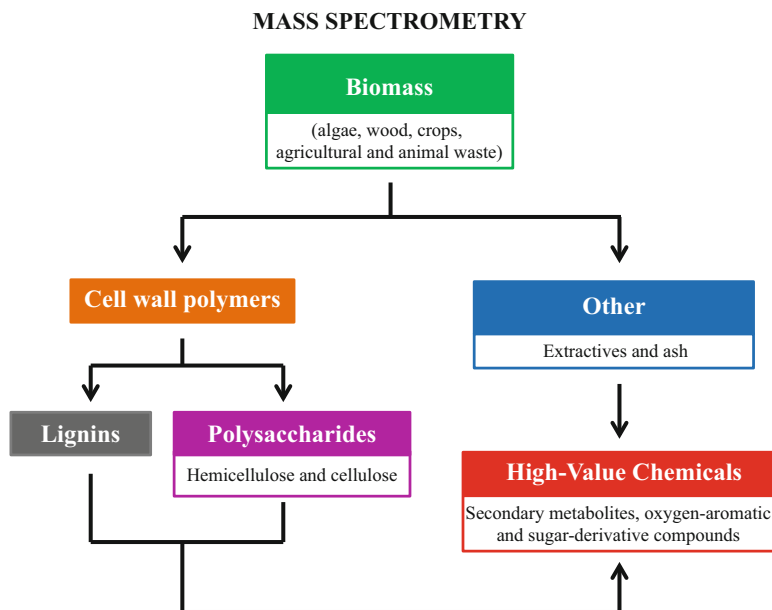 MASS SPECTROMETRY
Biomass
(algae, wood, crops,
agricultural and animal waste)
Cell wall polymers
Other
Extractives and ash
Lignins
Polysaccharides
Hemicellulose and cellulose
High-Value Chemicals
Secondary metabolites, oxygen-aromatic
and sugar-derivative compounds